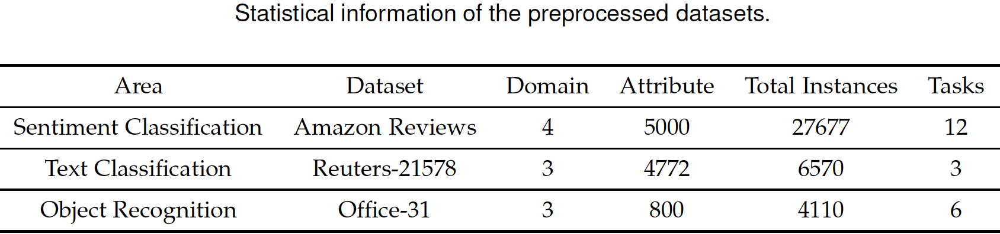 Statistical information of the preprocessed datasets.
Area Dataset Domain Attribute Total Instances Tasks
Sentiment Classification Amazon Reviews 4 5000 27677 12
Text Classification Reuters-21578 3 4772 6570 3
Object Recognition Office-31 3 800 4110 6